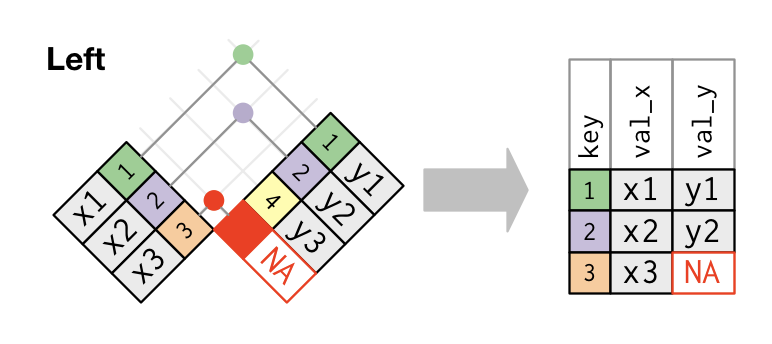 Left
1 x1
2 x2
3 x3
1 y1
2 y2
4 y3
NA
key val_x val_y
1 x1 y1
2 x2 y2
3 x3 NA